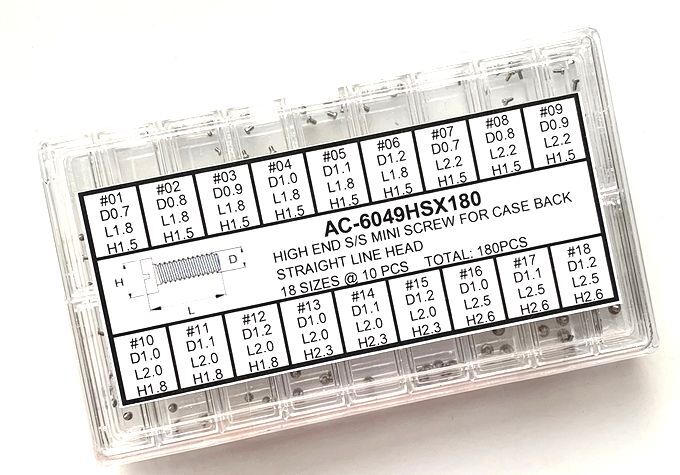 #01 #02 #03 #04 #05 #06 #07 #08 #09
D0.7 D0.8 D0.9 D1.0 D1.1 D1.2 D0.7 D0.8 D0.9
L1.8 L1.8 L1.8 L1.8 L1.8 L1.8 L2.2 L2.2 L2.2
H1.5 H1.5 H1.5 H1.5 H1.5 H1.5 H1.5 H1.5 H1.5
AC-6049HSX180
HIGH END S/S MINI SCREW FOR CASE BACK
STRAIGHT LINE HEAD
18 SIZES @ 10 PCS TOTAL: 180PCS
H D
L
#10 #11 #12 #13 #14 #15 #16 #17 #18
D1.0 D1.1 D1.2 D1.0 D1.1 D1.2 D1.0 D1.1 D1.2
L2.0 L2.0 L2.0 L2.0 L2.0 L2.0 L2.5 L2.5 L2.5
H1.8 H1.8 H1.8 H2.3 H2.3 H2.3 H2.6 H2.6 H2.6